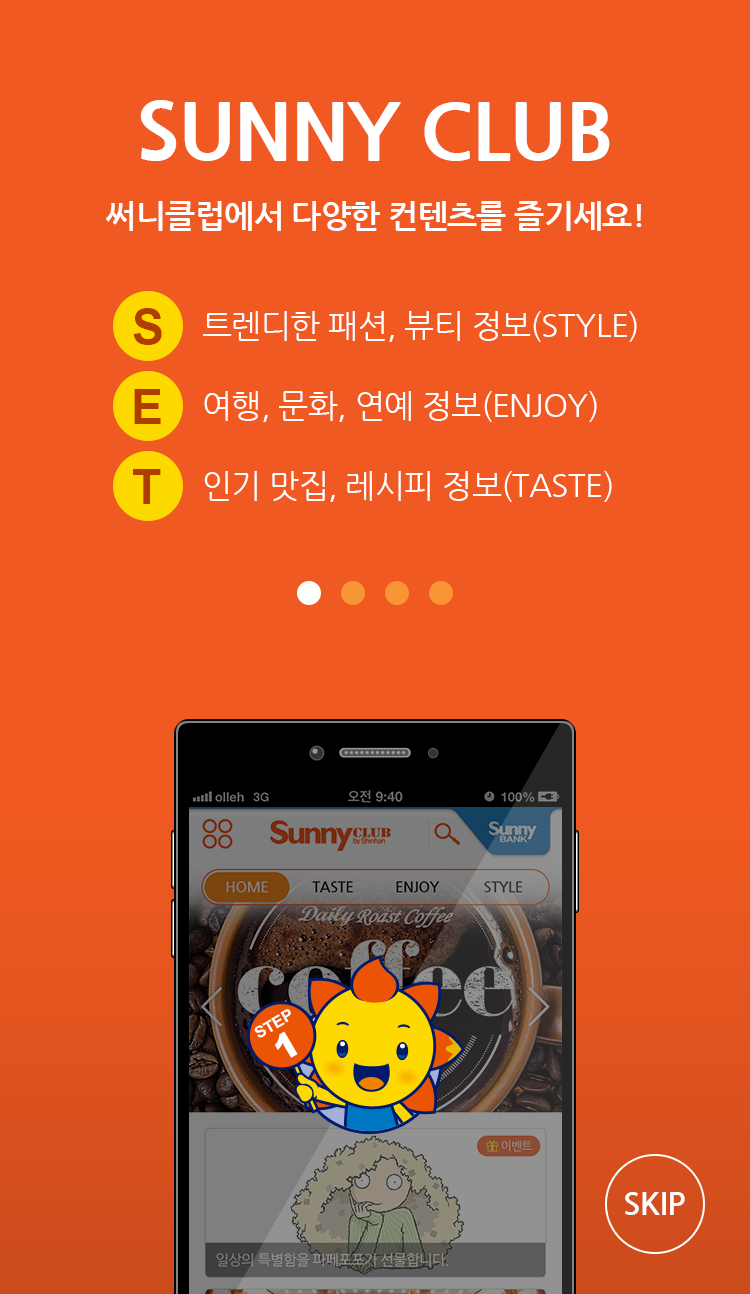 SUNNY CLUB
써니클럽에서 다양한 컨텐츠를 즐기세요!
S 트렌디한 패션, 뷰티 정보(STYLE)
E 여행, 문화, 연예 정보(ENJOY)
T 인기 맛집, 레시피 정보(TASTE)
olleh 3G 오전 9:40 100%
Sunny CLUB by Shinhan
Sunny BANK
HOME TASTE ENJOY STYLE
Daily Roast Coffee
coffee
STEP 1
이벤트
일상의 특별함을 파페포포가 선물합니다.
SKIP